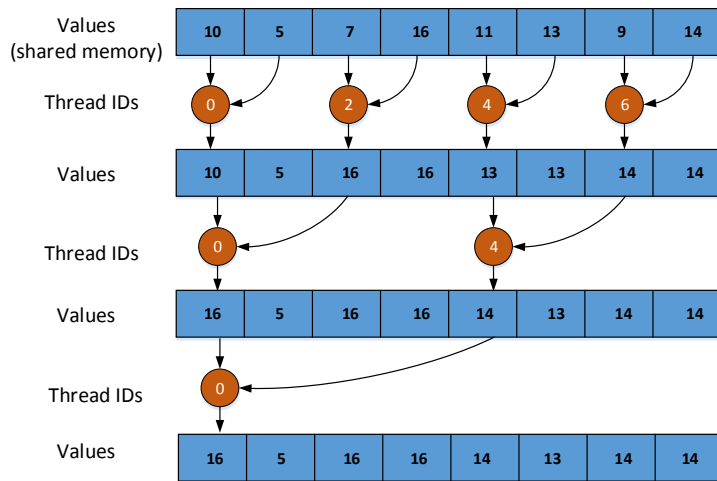 Values
(shared memory)
10 5 7 16 11 13 9 14
Thread IDs
0 2 4 6
Values
10 5 16 16 13 13 14 14
Thread IDs
0 4
Values
16 5 16 16 14 13 14 14
Thread IDs
0
Values
16 5 16 16 14 13 14 14